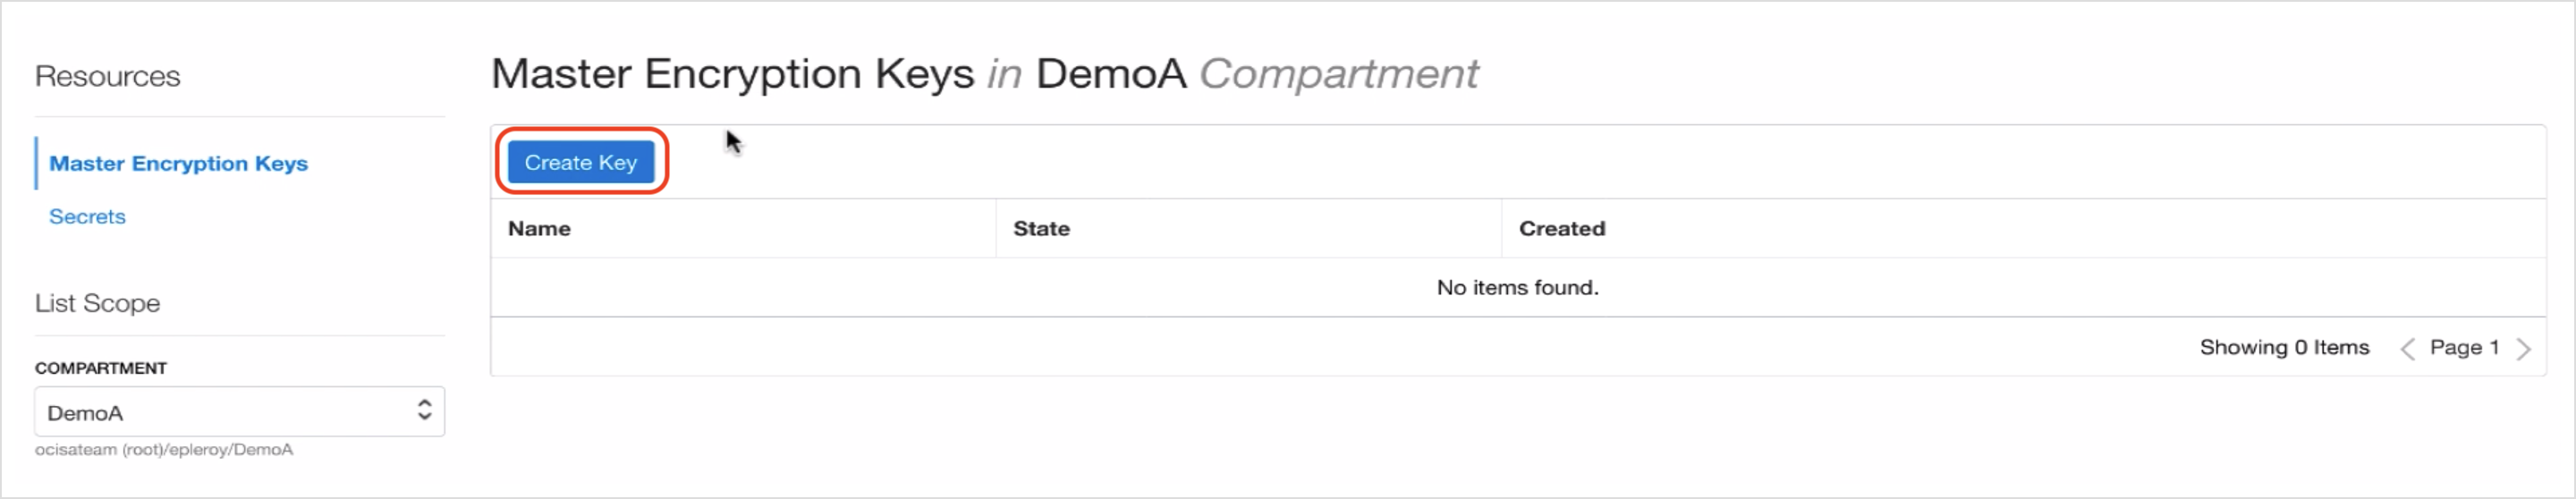 Resources
Master Encryption Keys
Secrets
List Scope
COMPARTMENT
DemoA
ocisateam (root)/epleroy/DemoA
Master Encryption Keys in DemoA Compartment
Create Key
Name State Created
No items found.
Showing 0 Items < Page 1 >